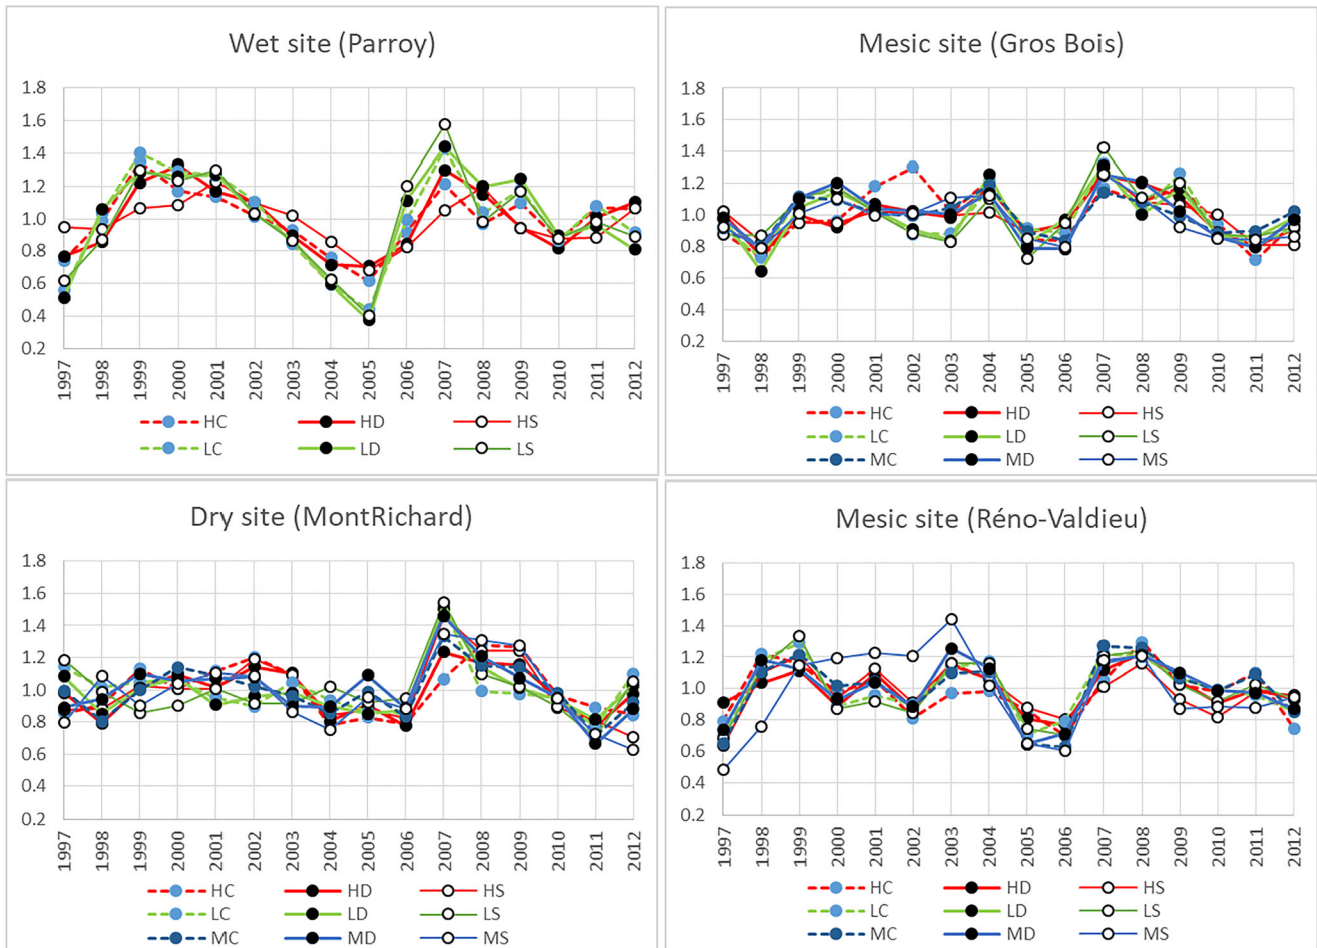 Wet site (Parroy)
1.8
1.6
1.4
1.2
1.0
0.8
0.6
0.4
0.2
1997 1998 1999 2000 2001 2002 2003 2004 2005 2006 2007 2008 2009 2010 2011 2012
HC HD HS
LC LD LS
Mesic site (Gros Bois)
1.8
1.6
1.4
1.2
1.0
0.8
0.6
0.4
0.2
1997 1998 1999 2000 2001 2002 2003 2004 2005 2006 2007 2008 2009 2010 2011 2012
HC HD HS
LC LD LS
MC MD MS
Dry site (MontRichard)
1.8
1.6
1.4
1.2
1.0
0.8
0.6
0.4
0.2
1997 1998 1999 2000 2001 2002 2003 2004 2005 2006 2007 2008 2009 2010 2011 2012
HC HD HS
LC LD LS
MC MD MS
Mesic site (Réno-Valdieu)
1.8
1.6
1.4
1.2
1.0
0.8
0.6
0.4
0.2
1997 1998 1999 2000 2001 2002 2003 2004 2005 2006 2007 2008 2009 2010 2011 2012
HC HD HS
LC LD LS
MC MD MS